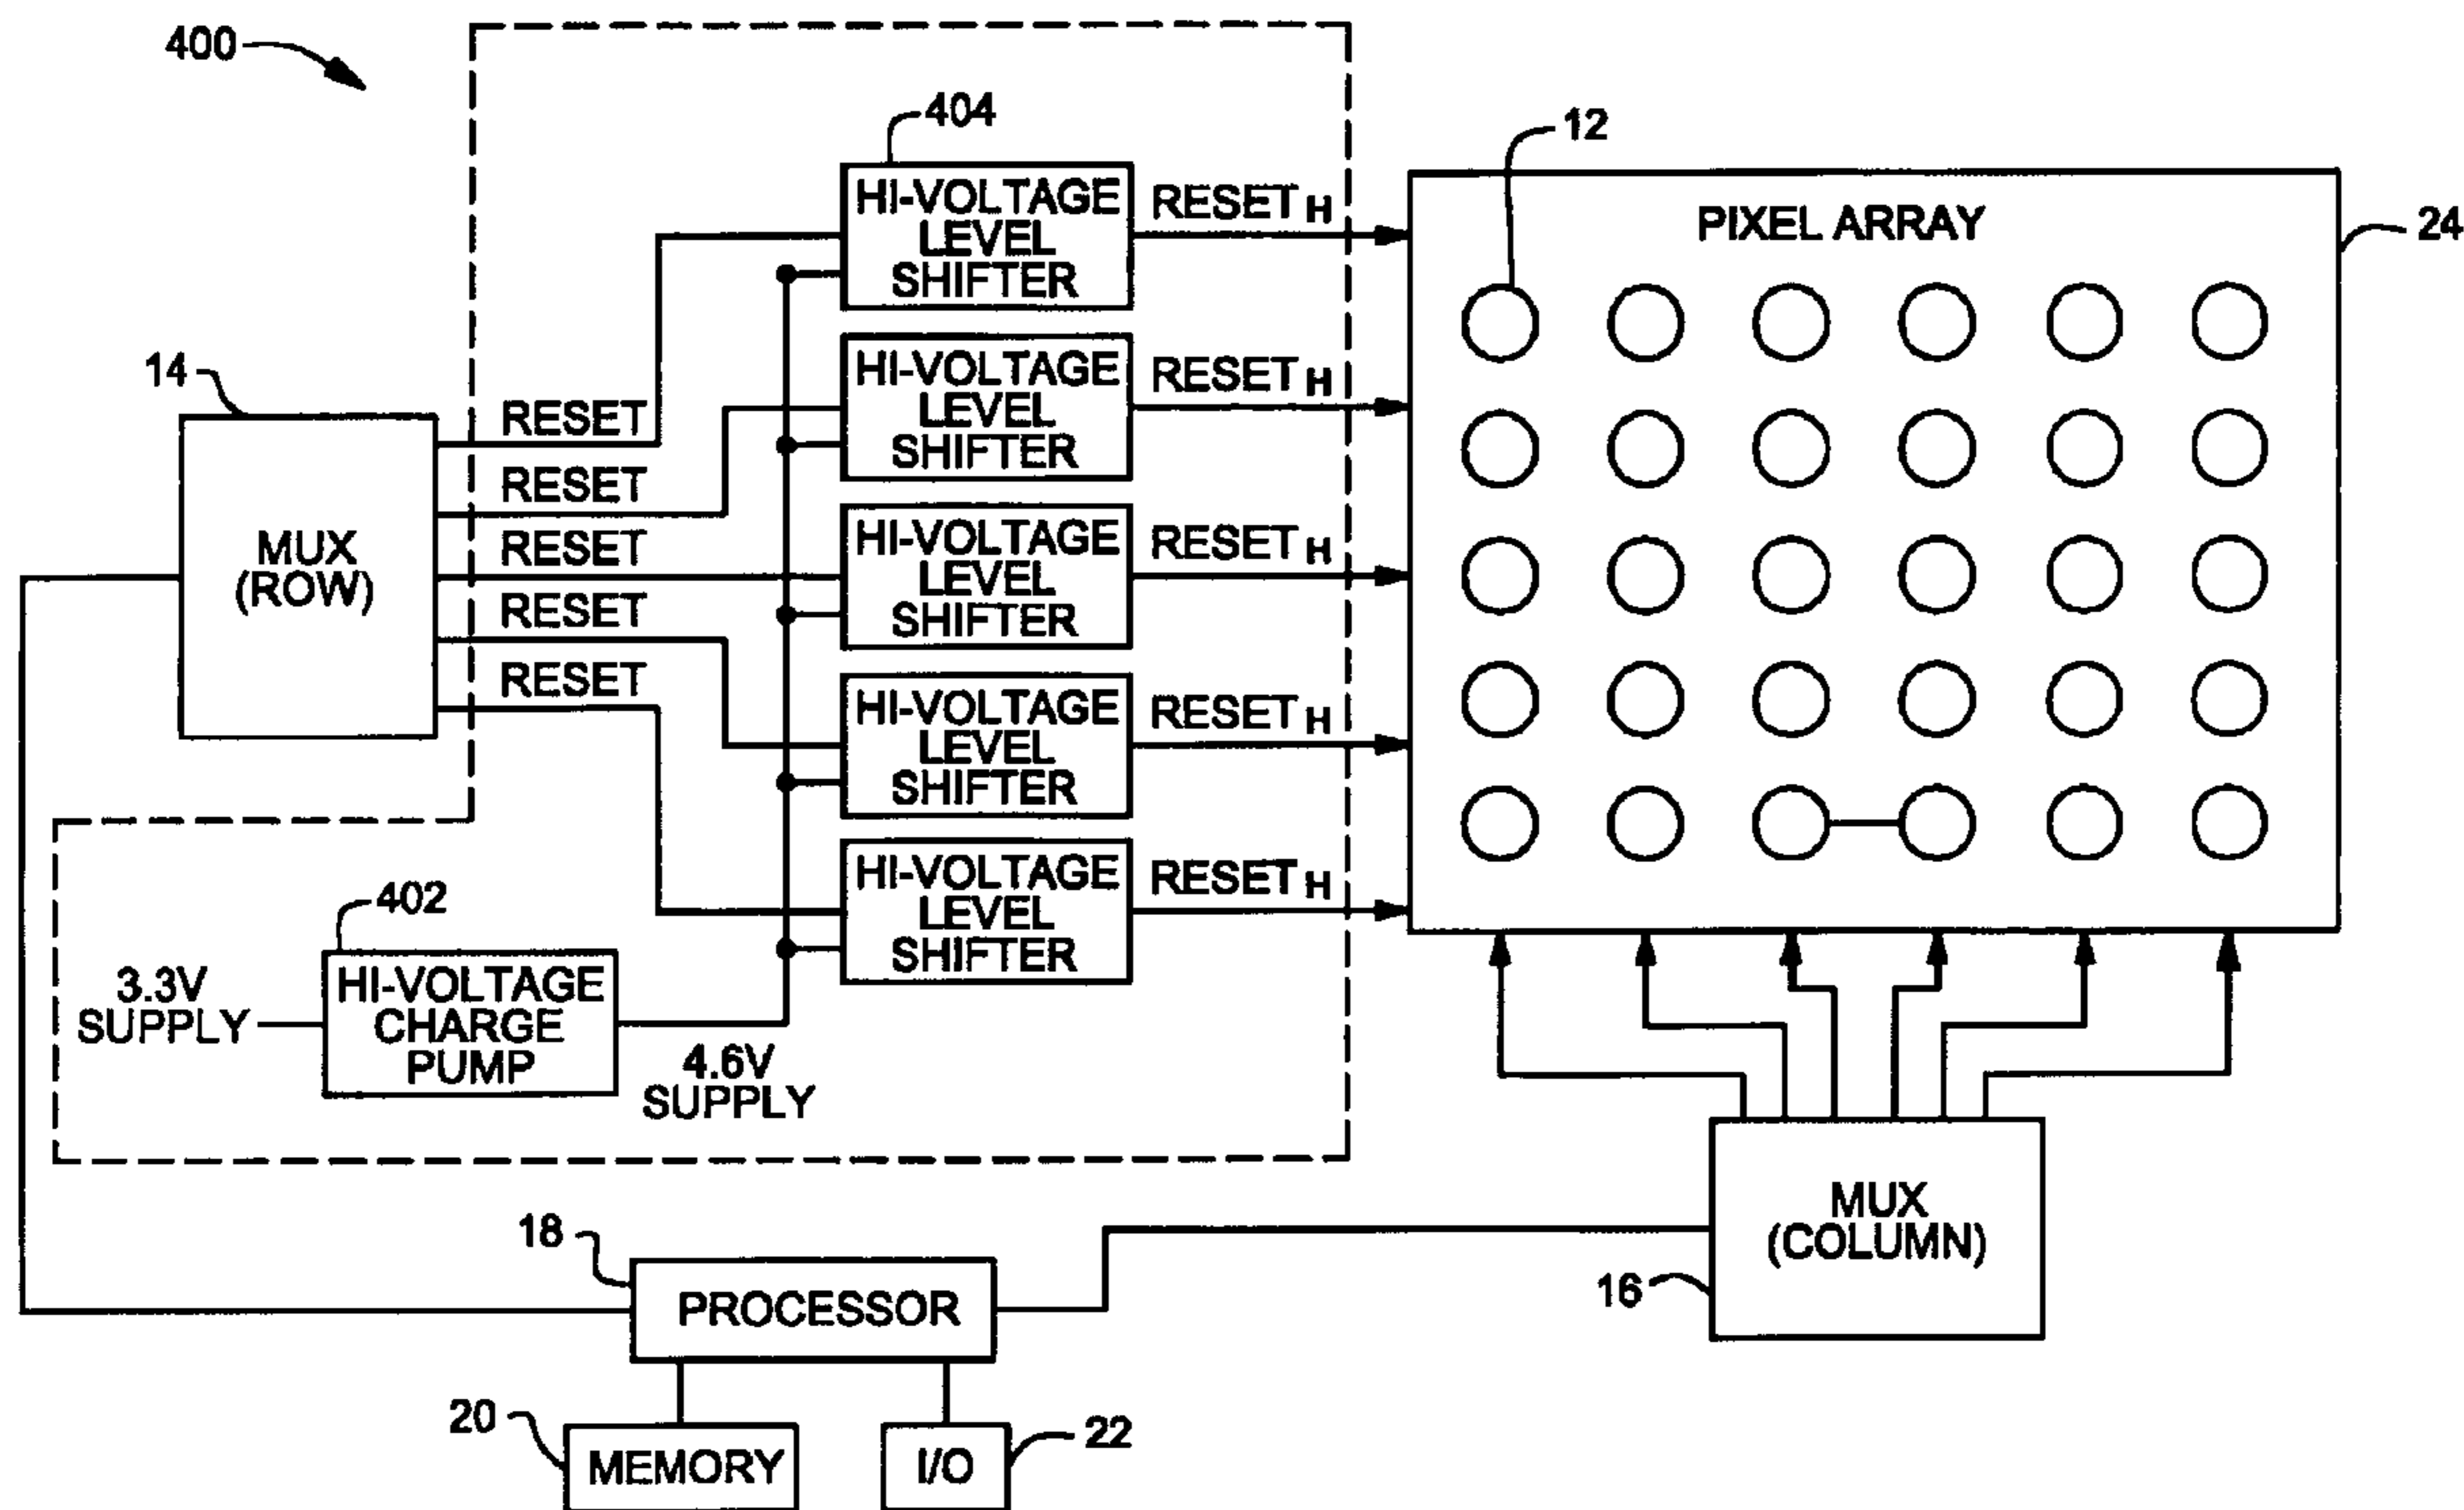 400
404
HI-VOLTAGE
LEVEL
SHIFTER
RESET H
12
PIXEL ARRAY
24
14
MUX
(ROW)
RESET
RESET
RESET
RESET
RESET
HI-VOLTAGE
LEVEL
SHIFTER
RESET H
HI-VOLTAGE
LEVEL
SHIFTER
RESET H
HI-VOLTAGE
LEVEL
SHIFTER
RESET H
HI-VOLTAGE
LEVEL
SHIFTER
RESET H
402
3.3V
SUPPLY
HI-VOLTAGE
CHARGE
PUMP
4.6V
SUPPLY
18
PROCESSOR
MUX
(COLUMN)
16
20
MEMORY
I/O
22